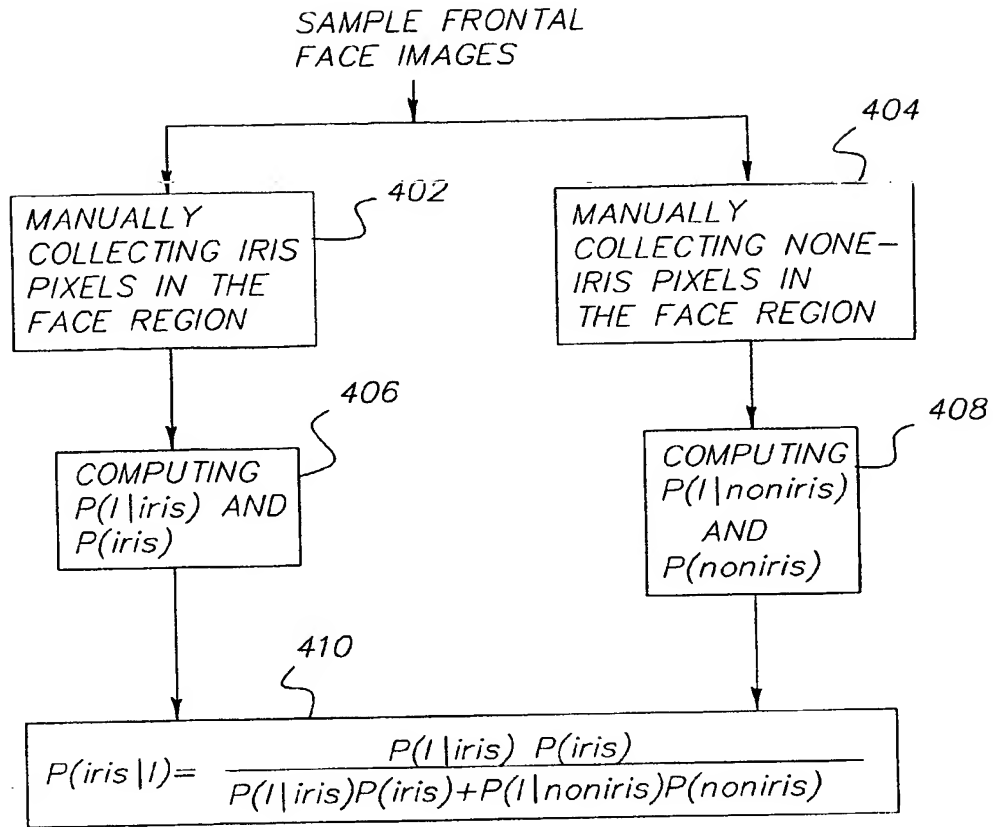 SAMPLE FRONTAL
FACE IMAGES
404
402
MANUALLY
COLLECTING IRIS
PIXELS IN THE
FACE REGION
MANUALLY
COLLECTING NONE-
IRIS PIXELS IN
THE FACE REGION
406
408
COMPUTING
P(I\iris) AND
P(iris)
COMPUTING
P(I\noniris)
AND
P(noniris)
410
P(iris\I)= P(I\iris) P(iris)
P(I\iris)P(iris)+P(I\noniris)P(noniris)